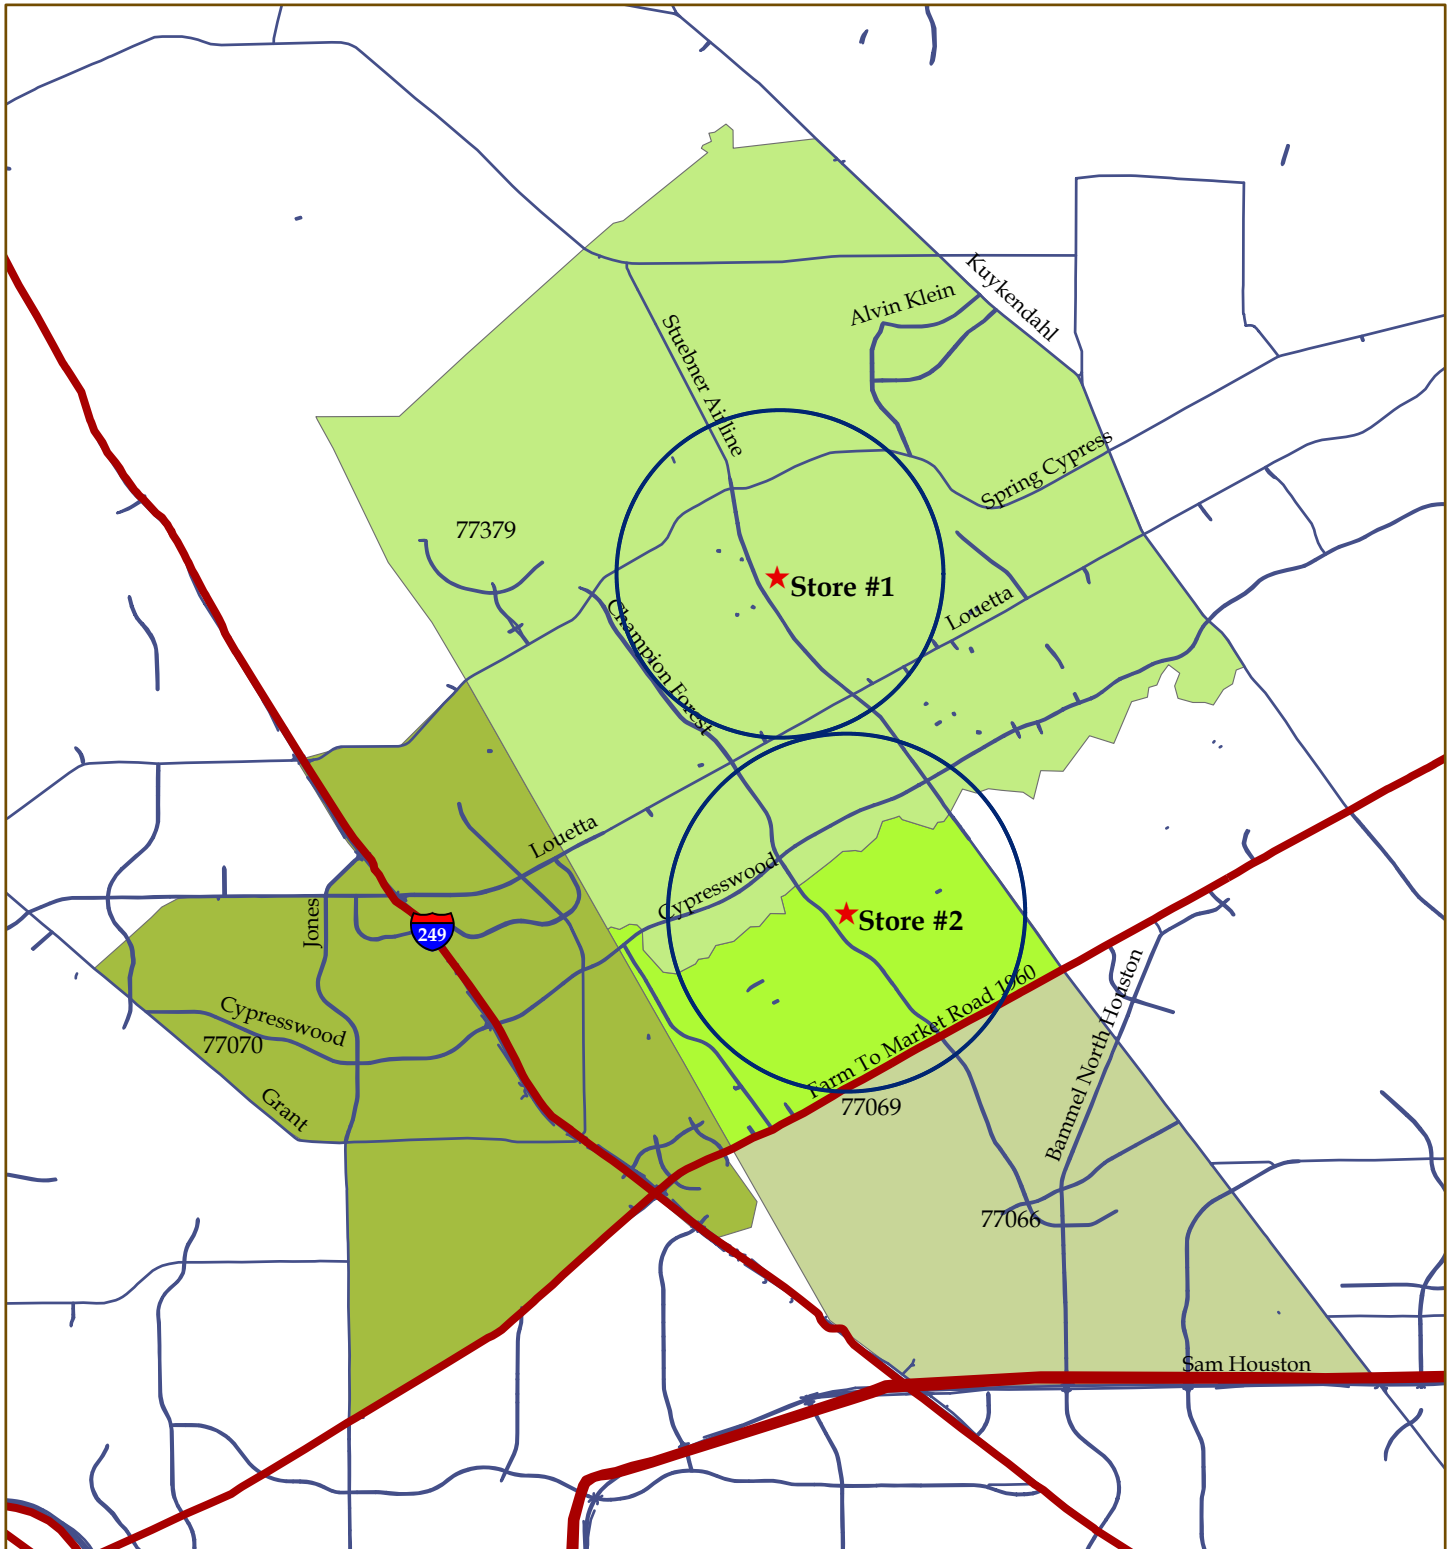 Kuykendahl
Alvin Klein
Stuebner Airline
Spring Cypress
77379
Store #1
Louetta
Champion Forest
Louetta
Cypresswood
Jones
Store #2
249
Bammel North Houston
Farm To Market Road 1960
Cypresswood
77070
Grant
77069
77066
Sam Houston